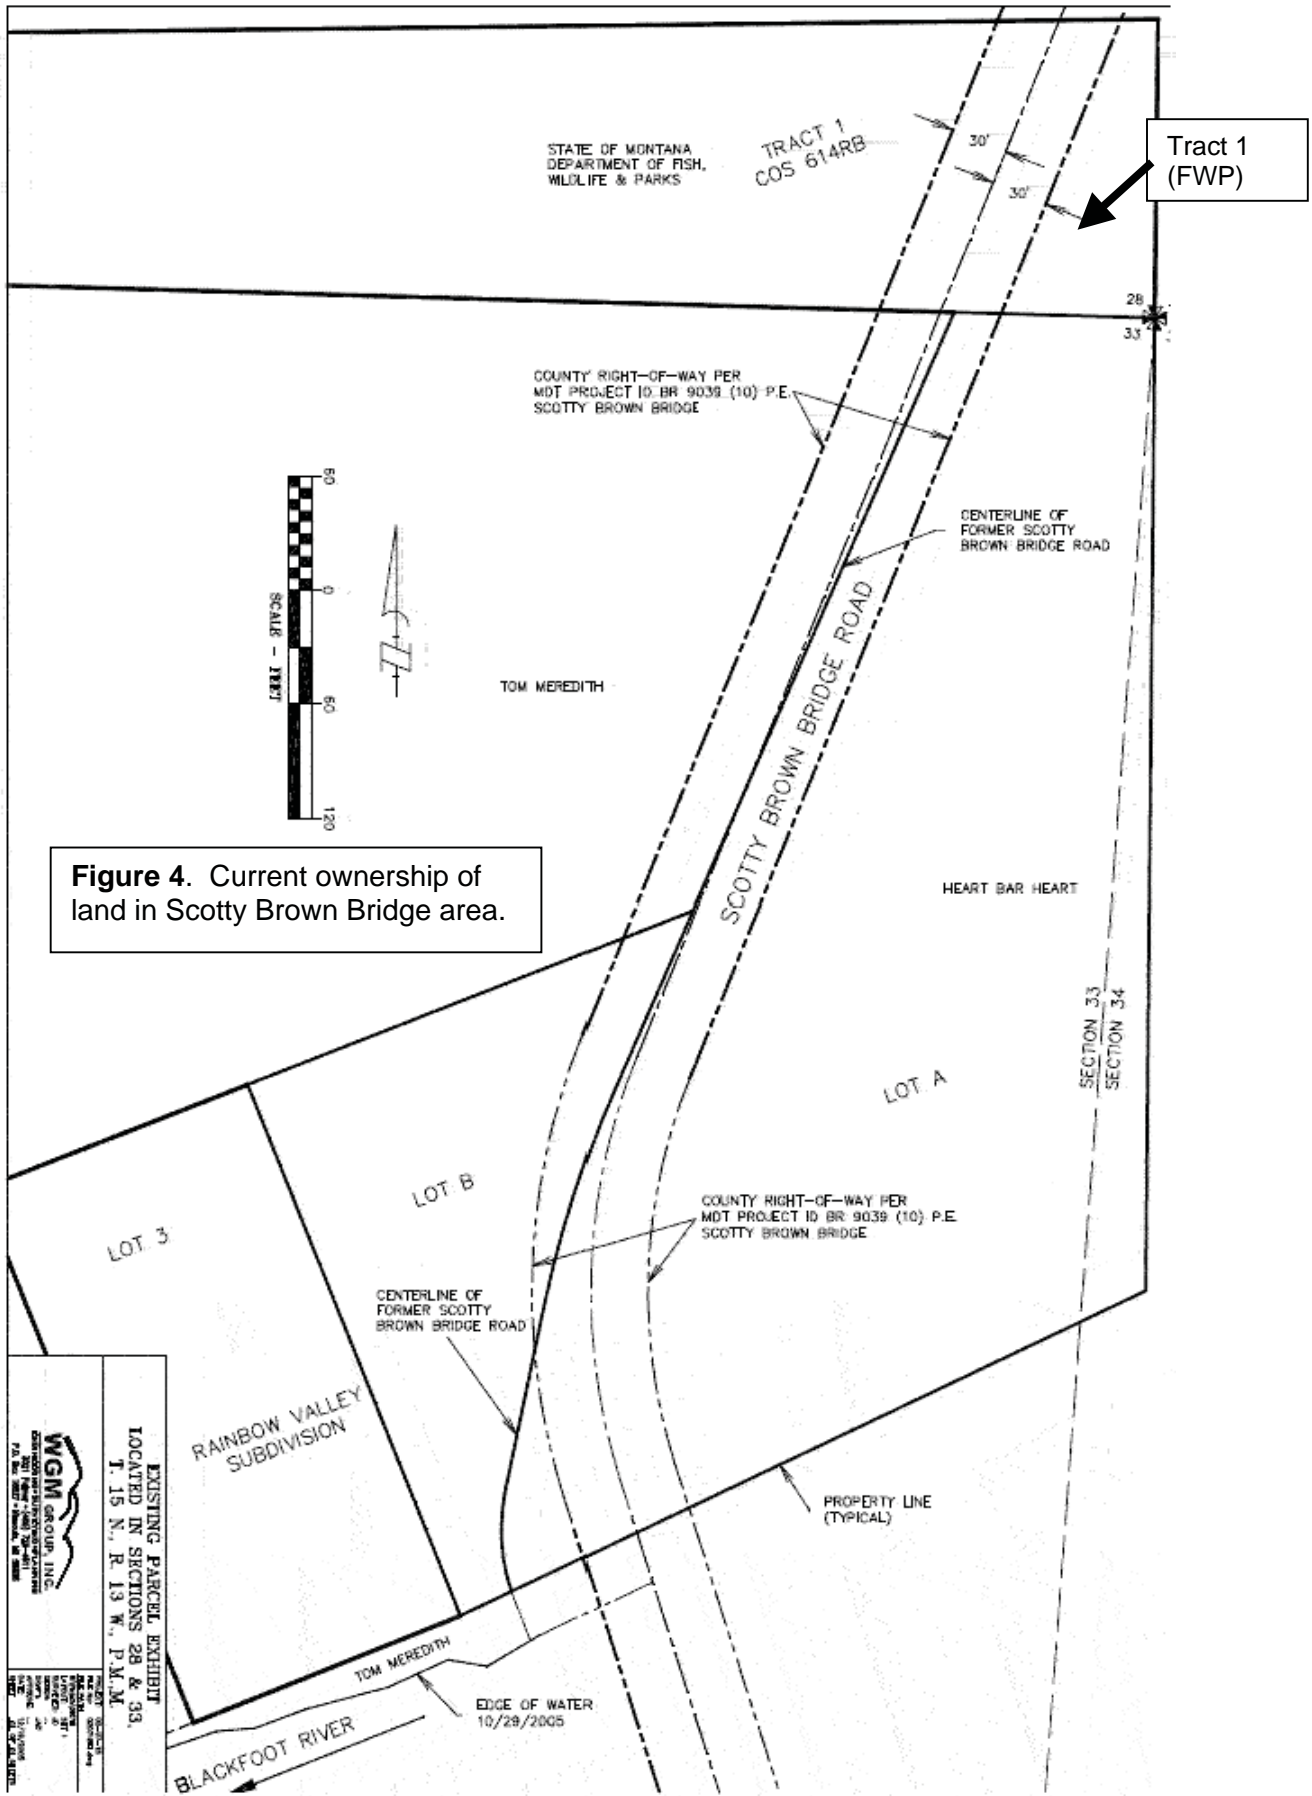 STATE OF MONTANA
DEPARTMENT OF FISH,
WILDLIFE & PARKS
TRACT 1
COS 614RB
30'
30'
Tract 1
(FWP)
28
33
COUNTY RIGHT-OF-WAY PER
MDT PROJECT ID BR 9039 (10) P.E.
SCOTTY BROWN BRIDGE
CENTERLINE OF
FORMER SCOTTY
BROWN BRIDGE ROAD
60
0
60
120
SCALE - FEET
N
TOM MEREDITH
SCOTTY BROWN BRIDGE ROAD
Figure 4. Current ownership of
land in Scotty Brown Bridge area.
HEART BAR HEART
SECTION 33
SECTION 34
LOT A
LOT B
LOT 3
COUNTY RIGHT-OF-WAY PER
MDT PROJECT ID BR 9039 (10) P.E.
SCOTTY BROWN BRIDGE
CENTERLINE OF
FORMER SCOTTY
BROWN BRIDGE ROAD
RAINBOW VALLEY
SUBDIVISION
PROPERTY LINE
(TYPICAL)
TOM MEREDITH
EDGE OF WATER
10/29/2005
BLACKFOOT RIVER
EXISTING PARCEL EXHIBIT
LOCATED IN SECTIONS 28 & 33,
T. 15 N., R. 13 W., P.M.,M.
WGM GROUP, INC.